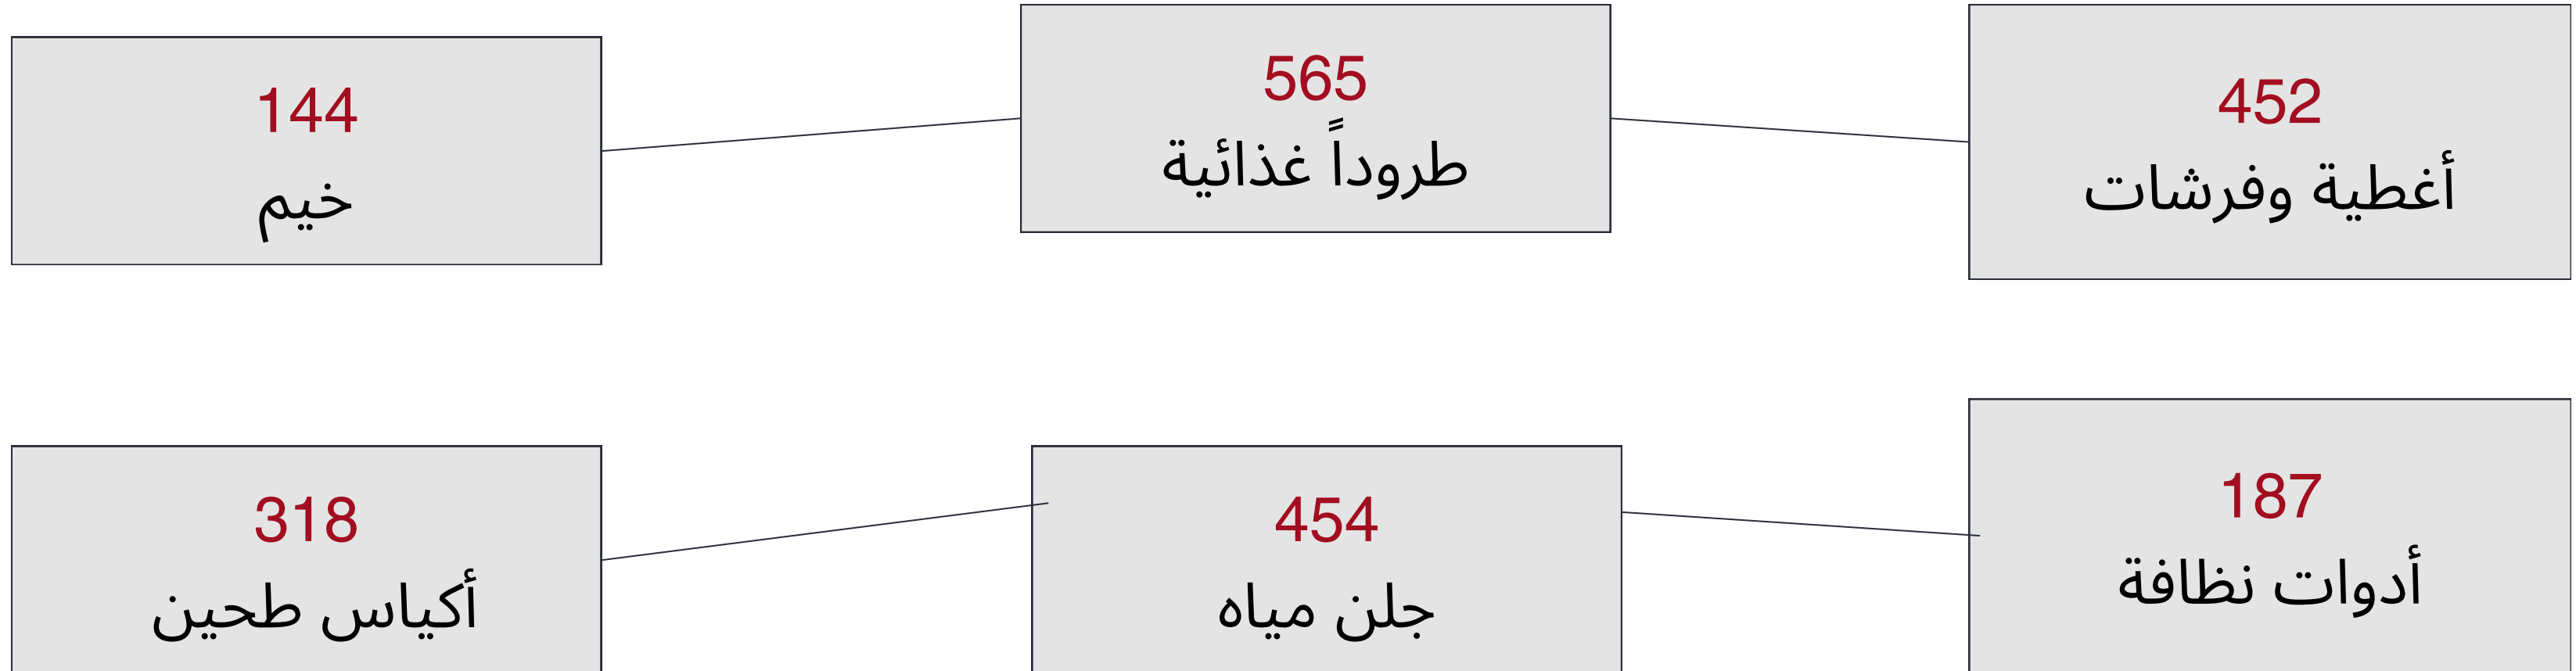 452
أغطية وفرشات
565
طروداً غذائية
144
خيم
187
أدوات نظافة
454
جلن مياه
318
أكياس طحين